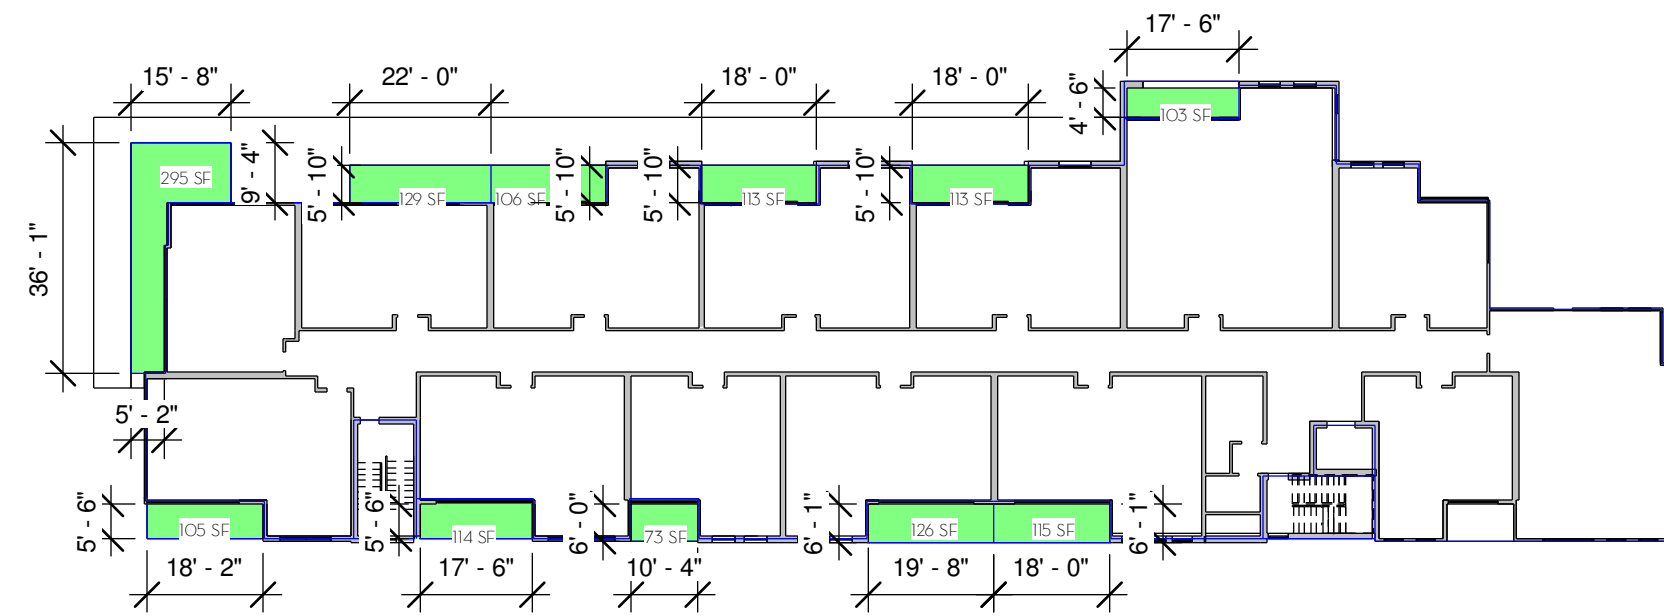 17' - 6"
15' - 8"
22' - 0"
18' - 0"
18' - 0"
4' - 6"
103 SF
36' - 1"
295 SF
9' - 4"
5' - 10"
129 SF
106 SF
5' - 10"
5' - 10"
113 SF
5' - 10"
113 SF
5' - 2"
5' - 6"
105 SF
5' - 6"
114 SF
6' - 0"
73 SF
6' - 1"
126 SF
115 SF
6' - 1"
18' - 2"
17' - 6"
10' - 4"
19' - 8"
18' - 0"